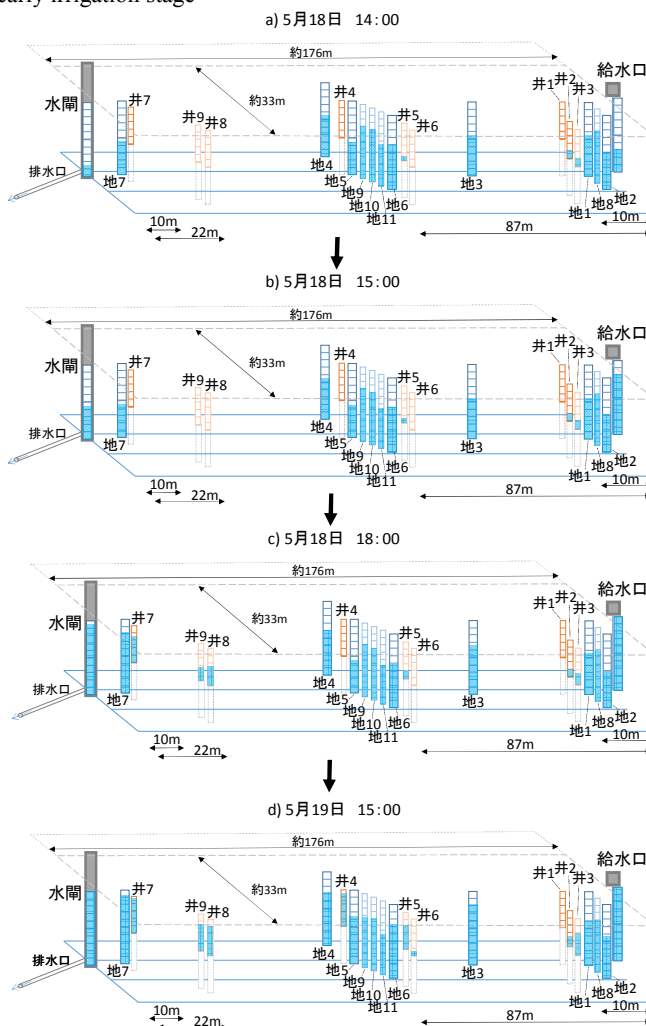 early irrigation stage
a) 5月18日 14:00
約176m
給水口
水閘
井7
約33m
井4
井1
井2
井3
井9
井8
井5
井6
排水口
地7
地4
地5
地9
地10
地11
地6
地3
地1
地8
地2
10m
22m
87m
10m
b) 5月18日 15:00
約176m
給水口
水閘
井7
約33m
井4
井1
井2
井3
井9
井8
井5
井6
排水口
地7
地4
地5
地9
地10
地11
地6
地3
地1
地8
地2
10m
22m
87m
10m
c) 5月18日 18:00
約176m
給水口
水閘
井7
約33m
井4
井1
井2
井3
井9
井8
井5
井6
排水口
地7
地4
地5
地9
地10
地11
地6
地3
地1
地8
地2
10m
22m
87m
10m
d) 5月19日 15:00
約176m
給水口
水閘
井7
約33m
井4
井1
井2
井3
井9
井8
井5
井6
排水口
地7
地4
地5
地9
地10
地11
地6
地3
地1
地8
地2
10m
22m
87m
10m